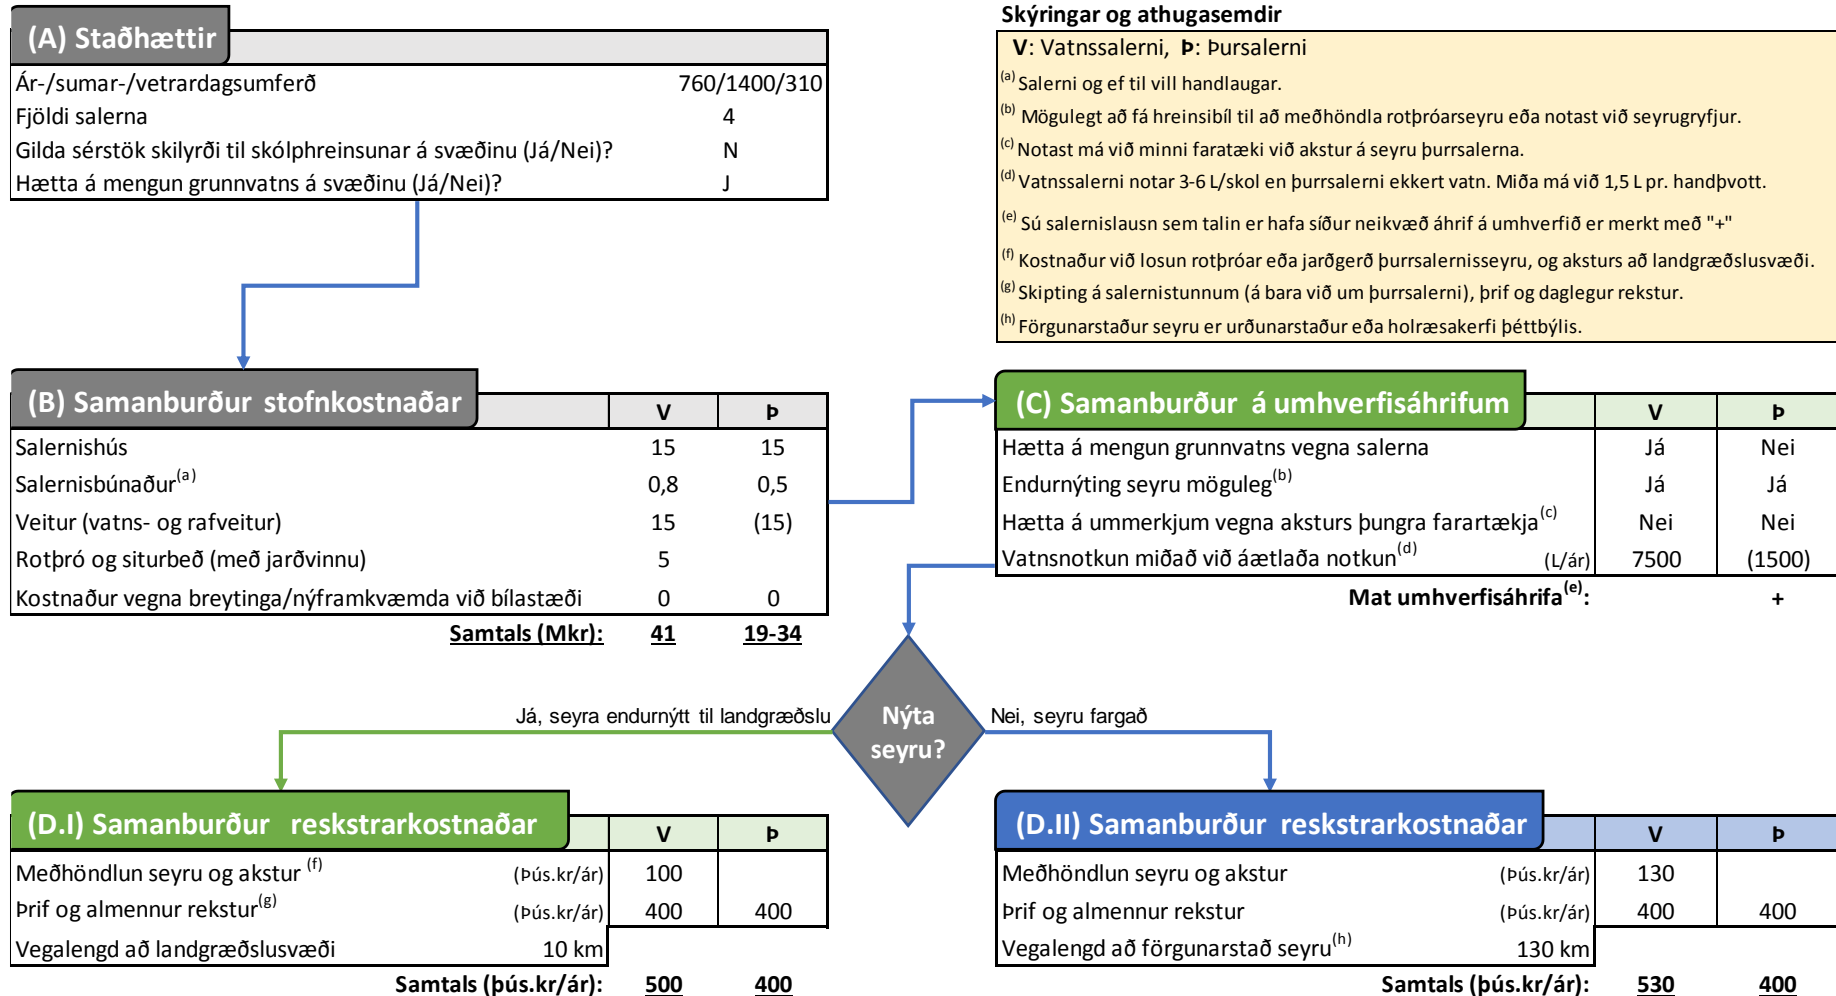 (A) Staðhættir
Ár-/sumar-/vetrardagsumferð 760/1400/310
Fjöldi salerna 4
Gilda sérstök skilyrði til skólphreinsunar á svæðinu (Já/Nei)? N
Hætta á mengun grunnvatns á svæðinu (Já/Nei)? J
Skýringar og athugasemdir
V: Vatnssalerni, Þ: Þursalerni
(a) Salerni og ef til vill handlaugar.
(b) Mögulegt að fá hreinsibíl til að meðhöndla rotþróarseyru eða notast við seyrugryfjur.
(c) Notast má við minni faratæki við akstur á seyru þurrsalerna.
(d) Vatnssalerni notar 3-6 L/skol en þurrsalerni ekkert vatn. Miða má við 1,5 L pr. handþvott.
(e) Sú salernislausn sem talin er hafa síður neikvæð áhrif á umhverfið er merkt með "+"
(f) Kostnaður við losun rotþróar eða jarðgerð þurrsalernisseyru, og aksturs að landgræðslusvæði.
(g) Skipting á salernistunnum (á bara við um þurrsalerni), þrif og daglegur rekstur.
(h) Förgunarstaður seyru er urðunarstaður eða holræsakerfi þéttbýlis.
(B) Samanburður stofnkostnaðar V Þ
Salernishús 15 15
Salernisbúnaður(a) 0,8 0,5
Veitur (vatns- og rafveitur) 15 (15)
Rotþró og siturbeð (með jarðvinnu) 5
Kostnaður vegna breytinga/nýframkvæmda við bílastæði 0 0
Samtals (Mkr): 41 19-34
(C) Samanburður á umhverfisáhrifum V Þ
Hætta á mengun grunnvatns vegna salerna Já Nei
Endurnýting seyru möguleg(b) Já Já
Hætta á ummerkjum vegna aksturs þungra farartækja(c) Nei Nei
Vatnsnotkun miðað við áætlaða notkun(d) (L/ár) 7500 (1500)
Mat umhverfisáhrifa(e): +
Já, seyra endurnýtt til landgræðslu
Nýta
seyru?
Nei, seyru fargað
(D.I) Samanburður reskstrarkostnaðar V Þ
Meðhöndlun seyru og akstur (f) (Þús.kr/ár) 100
Þrif og almennur rekstur(g) (Þús.kr/ár) 400 400
Vegalengd að landgræðslusvæði 10 km
Samtals (þús.kr/ár): 500 400
(D.II) Samanburður reskstrarkostnaðar V Þ
Meðhöndlun seyru og akstur (Þús.kr/ár) 130
Þrif og almennur rekstur (Þús.kr/ár) 400 400
Vegalengd að förgunarstað seyru(h) 130 km
Samtals (þús.kr/ár): 530 400